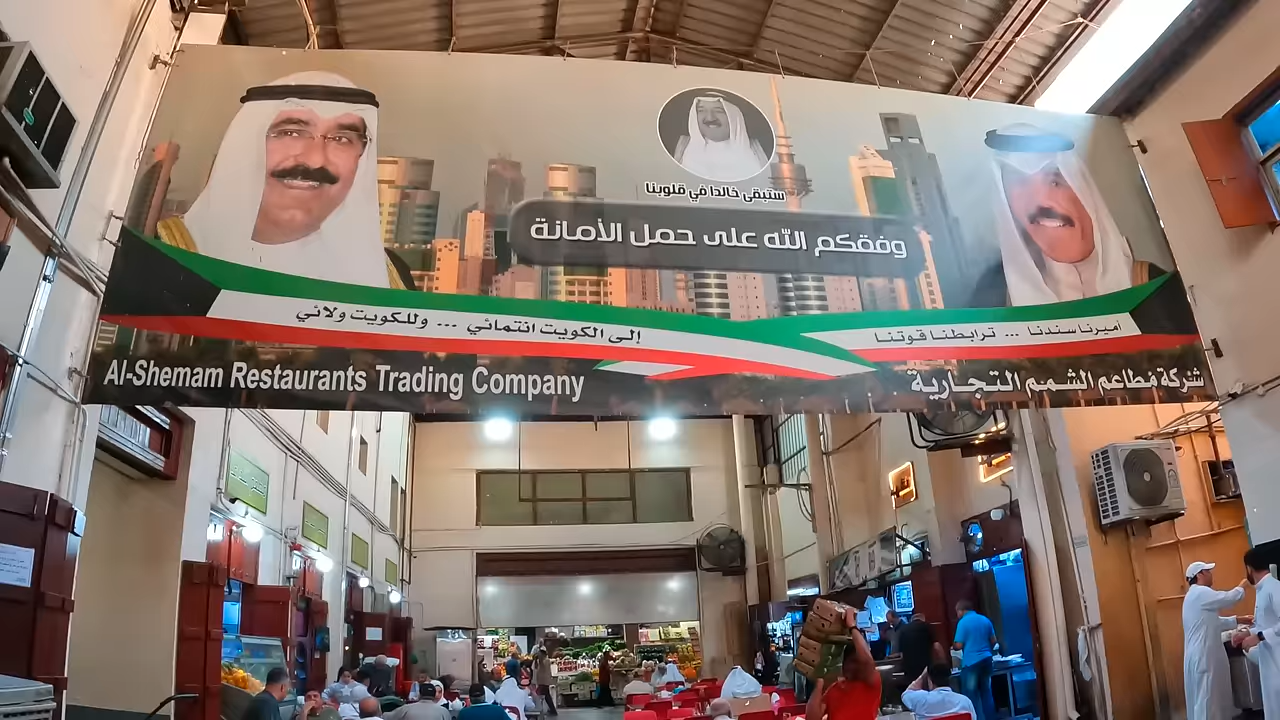 ستبقى خالدا في قلوبنا
وفقكم الله على حمل الأمانة
أميرنا سندنا ... ترابطنا قوتنا
إلى الكويت انتمائي ... وللكويت ولائي
Al-Shemam Restaurants Trading Company
شركة مطاعم الشمم التجارية